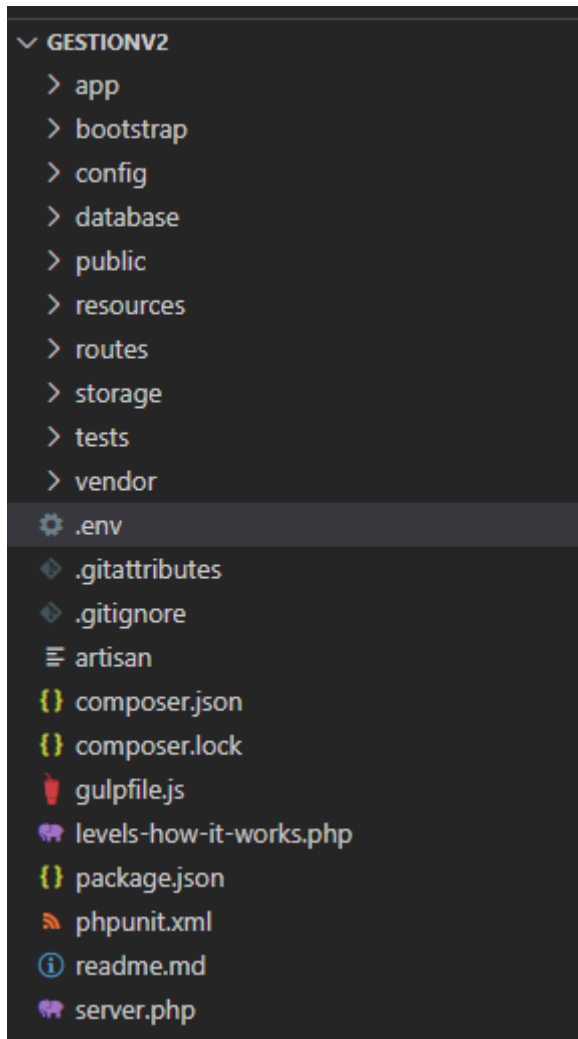 GESTIONV2
app
bootstrap
config
database
public
resources
routes
storage
tests
vendor
.env
.gitattributes
.gitignore
artisan
composer.json
composer.lock
gulpfile.js
levels-how-it-works.php
package.json
phpunit.xml
readme.md
server.php